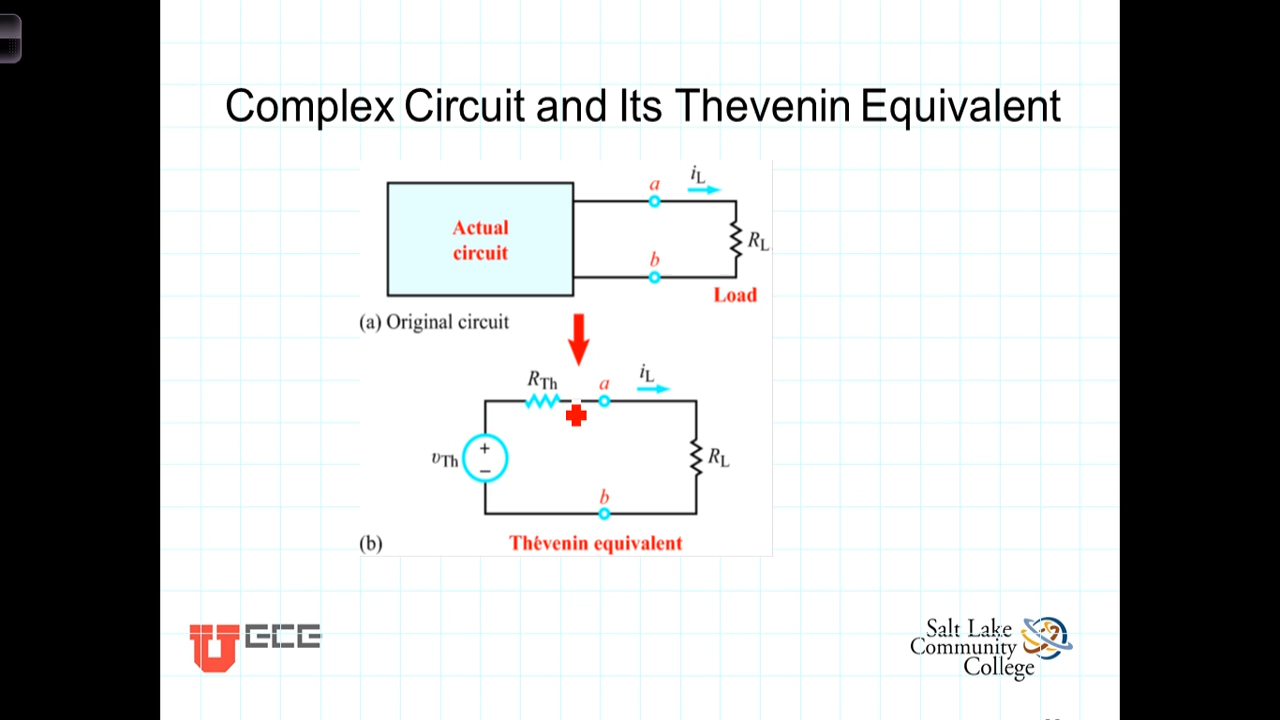 Complex Circuit and Its Thevenin Equivalent
iL
a
Actual
circuit
RL
b
Load
(a) Original circuit
RTh
a
iL
+
υTh
−
RL
b
(b)
Thévenin equivalent
U ECE
Salt Lake
Community
College